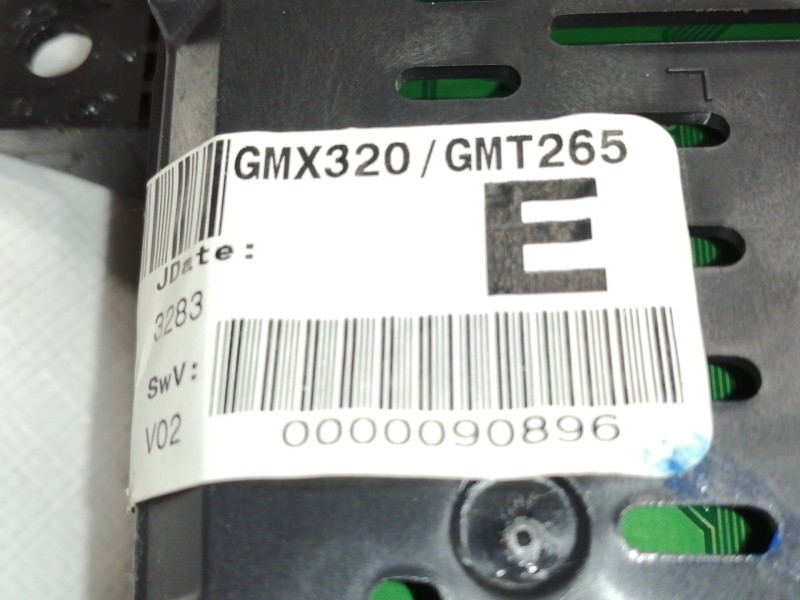 GMX320/GMT265
E
JDate:
3283
SwV:
V02
0000090896